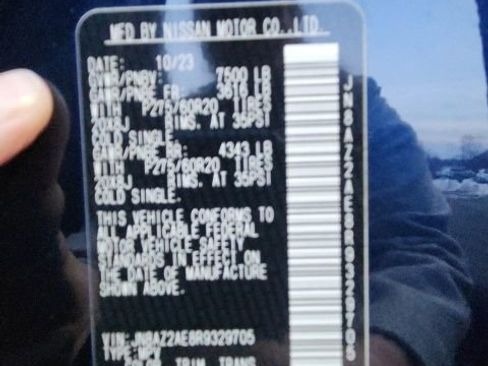 MFD BY NISSAN MOTOR CO.,LTD.
DATE: 10/23
GVWR/PNBV: 7500 LB
GAWR/PNBE FR: 3616 LB
WITH P275/60R20 TIRES
20X8J RIMS. AT 35PSI
COLD SINGLE.
GAWR/PNBE RR: 4343 LB
WITH P275/60R20 TIRES
20X8J RIMS. AT 35PSI
COLD SINGLE.
THIS VEHICLE CONFORMS TO
ALL APPLICABLE FEDERAL
MOTOR VEHICLE SAFETY
STANDARDS IN EFFECT ON
THE DATE OF MANUFACTURE
SHOWN ABOVE.
VIN: JN8AZ2AE8R9329705
TYPE: MPV
COLOR TRIM TRANS
JN8AZ2AE8R9329705